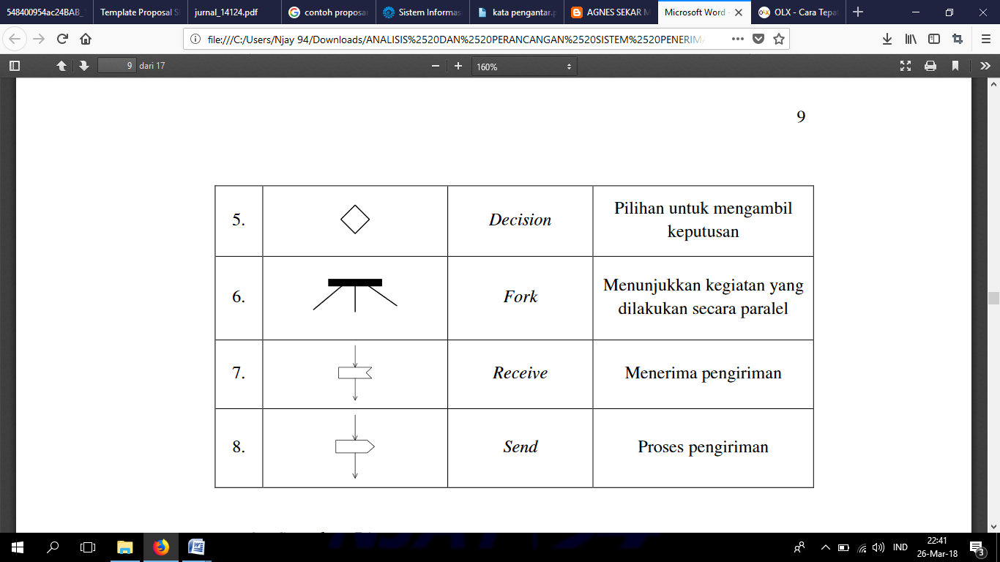 548400954ac24BAB_
Template Proposal S
jurnal_14124.pdf
contoh proposa
Sistem Informas
kata pengantar.p
AGNES SEKAR M
Microsoft Word -
OLX - Cara Tepa
file:///C:/Users/Njay 94/Downloads/ANALISIS%2520DAN%2520PERANCANGAN%2520SISTEM%2520PENERIMA
9 dari 17
160%
9
5.
Decision
Pilihan untuk mengambil
keputusan
6.
Fork
Menunjukkan kegiatan yang
dilakukan secara paralel
7.
Receive
Menerima pengiriman
8.
Send
Proses pengiriman
IND
22:41
26-Mar-18
3